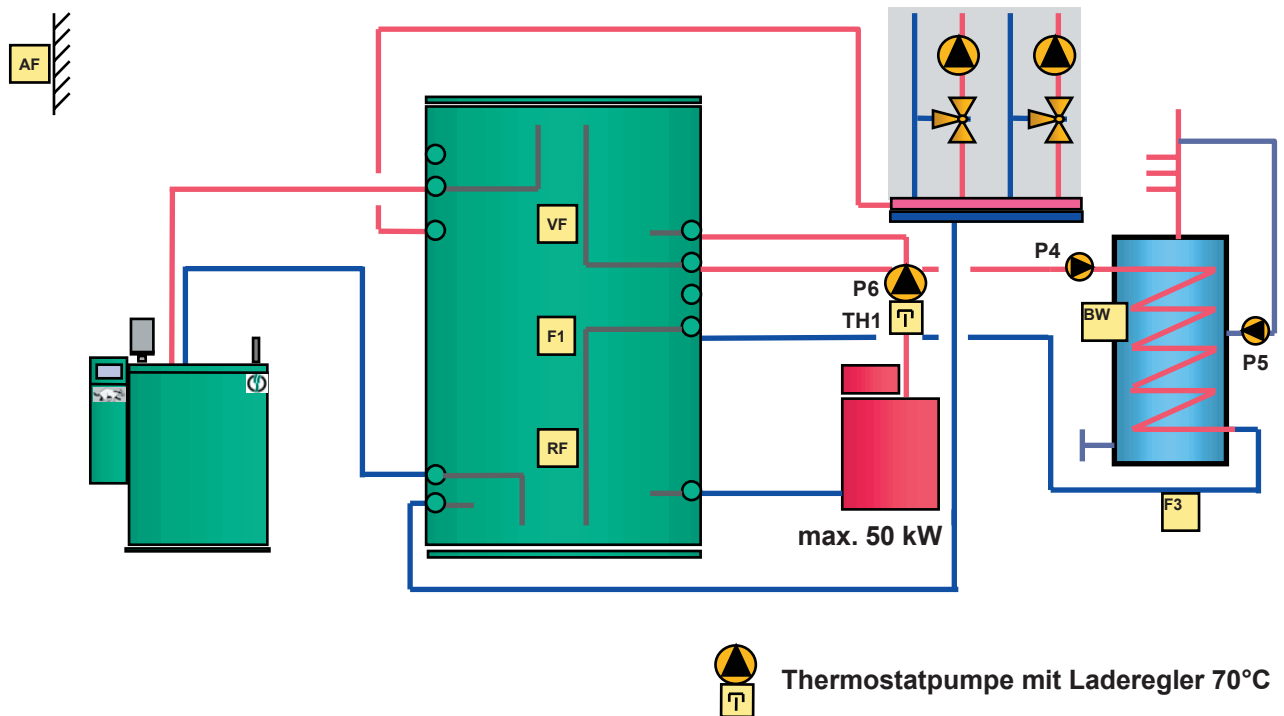 AF
VF
P4
P6
BW
TH1
F1
P5
RF
F3
max. 50 kW
Thermostatpumpe mit Laderegler 70°C